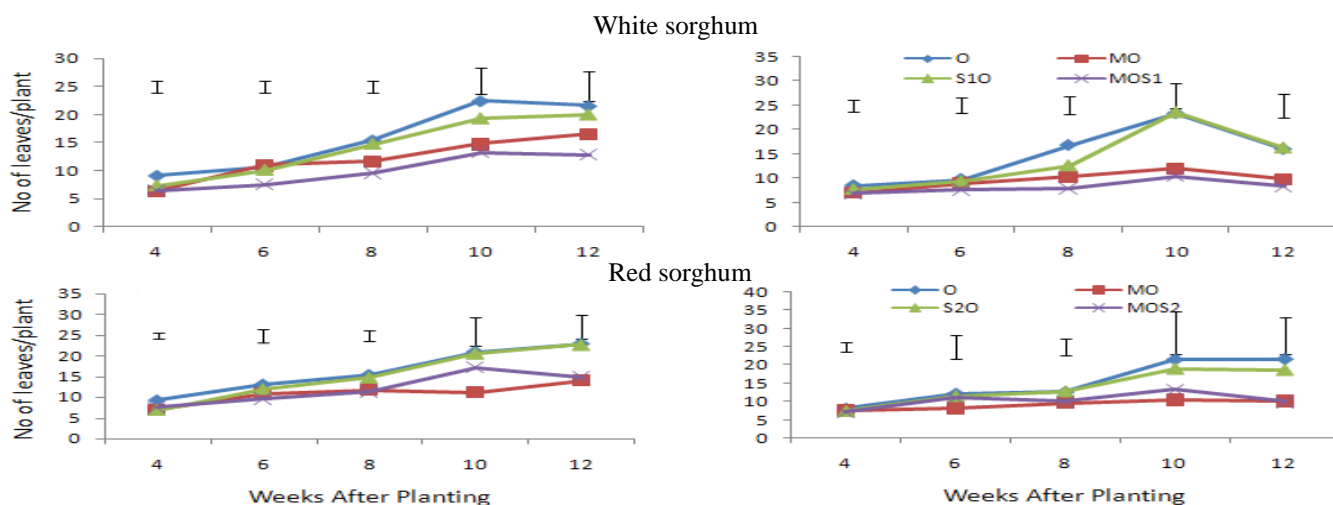 White sorghum
No of leaves/plant
30
25
20
15
10
5
0
4 6 8 10 12
O MO
S1O MOS1
35
30
25
20
15
10
5
0
4 6 8 10 12
Red sorghum
No of leaves/plant
35
30
25
20
15
10
5
0
4 6 8 10 12
Weeks After Planting
O MO
S2O MOS2
40
35
30
25
20
15
10
5
0
4 6 8 10 12
Weeks After Planting